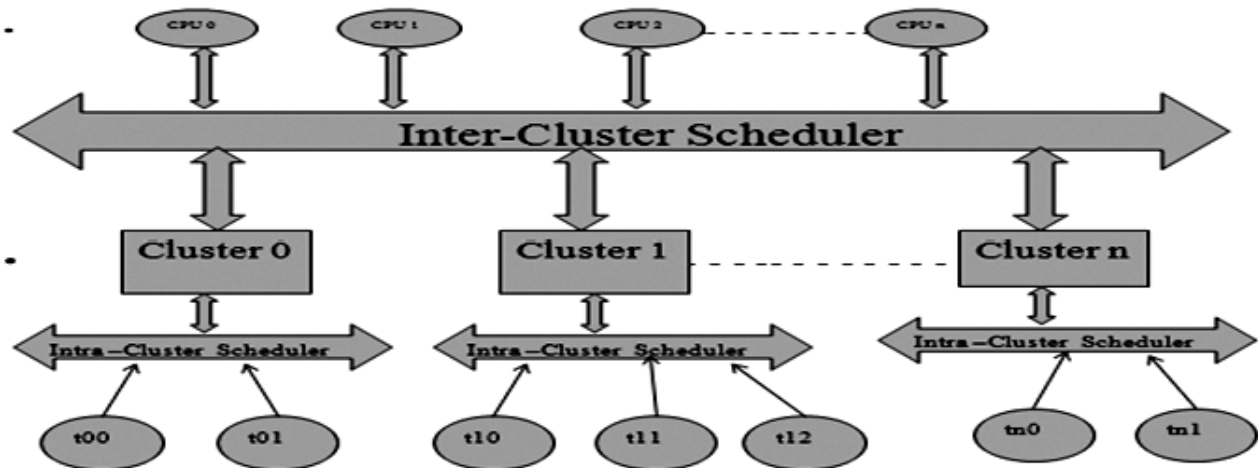 CPU 0 CPU 1 CPU 2 CPU n
Inter-Cluster Scheduler
Cluster 0 Cluster 1 Cluster n
Intra-Cluster Scheduler Intra-Cluster Scheduler Intra-Cluster Scheduler
t00 t01 t10 t11 t12 tn0 tn1